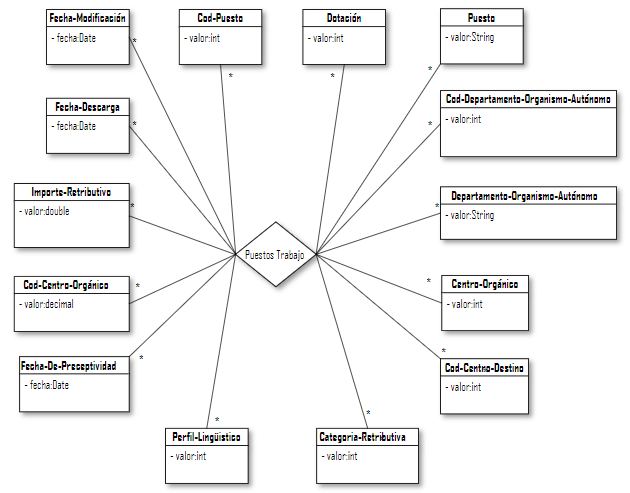 Fecha-Modificación
- fecha:Date
*
Cod-Puesto
- valor:int
*
Dotación
- valor:int
*
Puesto
- valor:String
*
Fecha-Descarga
- fecha:Date
*
Cod-Departamento-Organismo-Autónomo
- valor:int
*
Importe-Retributivo
- valor:double
*
Departamento-Organismo-Autónomo
- valor:String
*
Puestos Trabajo
Cod-Centro-Orgánico
- valor:decimal
*
Centro-Orgánico
- valor:int
*
Fecha-De-Preceptividad
- fecha:Date
*
Cod-Centno-Destino
- valor:int
*
Perfil-Lingüistico
- valor:int
*
Categoria-Retributiva
- valor:int
*